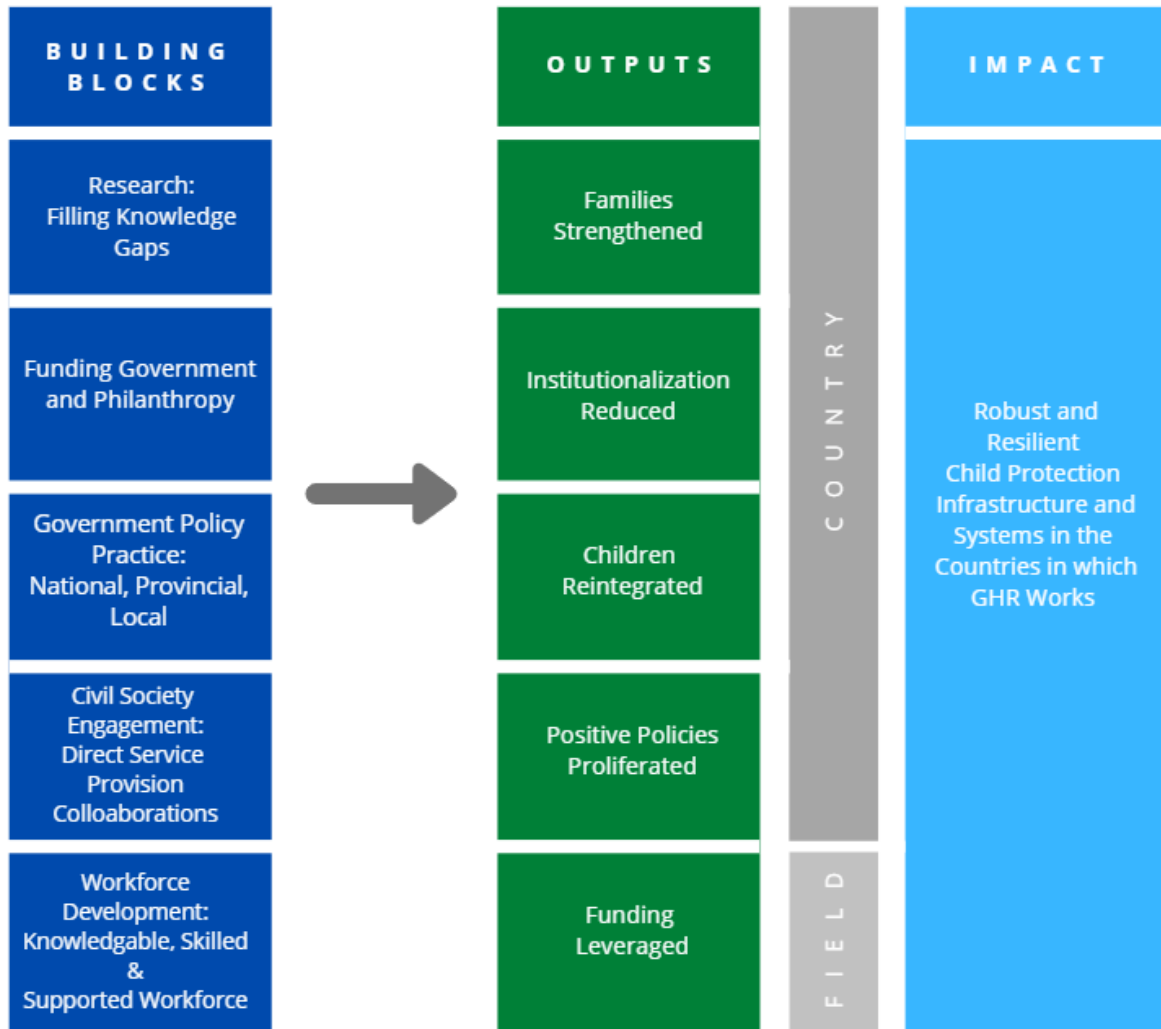 BUILDING
BLOCKS
Research:
Filling Knowledge
Gaps
Funding Government
and Philanthropy
Government Policy
Practice:
National, Provincial,
Local
Civil Society
Engagement:
Direct Service
Provision
Colloaborations
Workforce
Development:
Knowledgable, Skilled
&
Supported Workforce
OUTPUTS
Families
Strengthened
Institutionalization
Reduced
Children
Reintegrated
Positive Policies
Proliferated
Funding
Leveraged
COUNTRY
FIELD
IMPACT
Robust and
Resilient
Child Protection
Infrastructure and
Systems in the
Countries in which
GHR Works